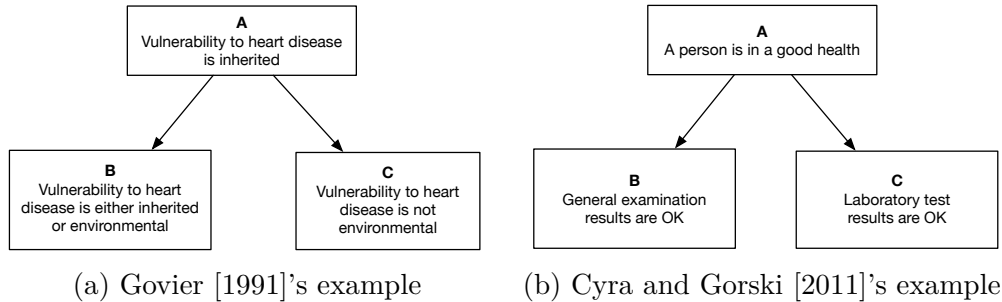 A
Vulnerability to heart disease
is inherited
B
Vulnerability to heart
disease is either inherited
or environmental
C
Vulnerability to heart
disease is not
environmental
(a) Govier [1991]'s example
A
A person is in a good health
B
General examination
results are OK
C
Laboratory test
results are OK
(b) Cyra and Gorski [2011]'s example